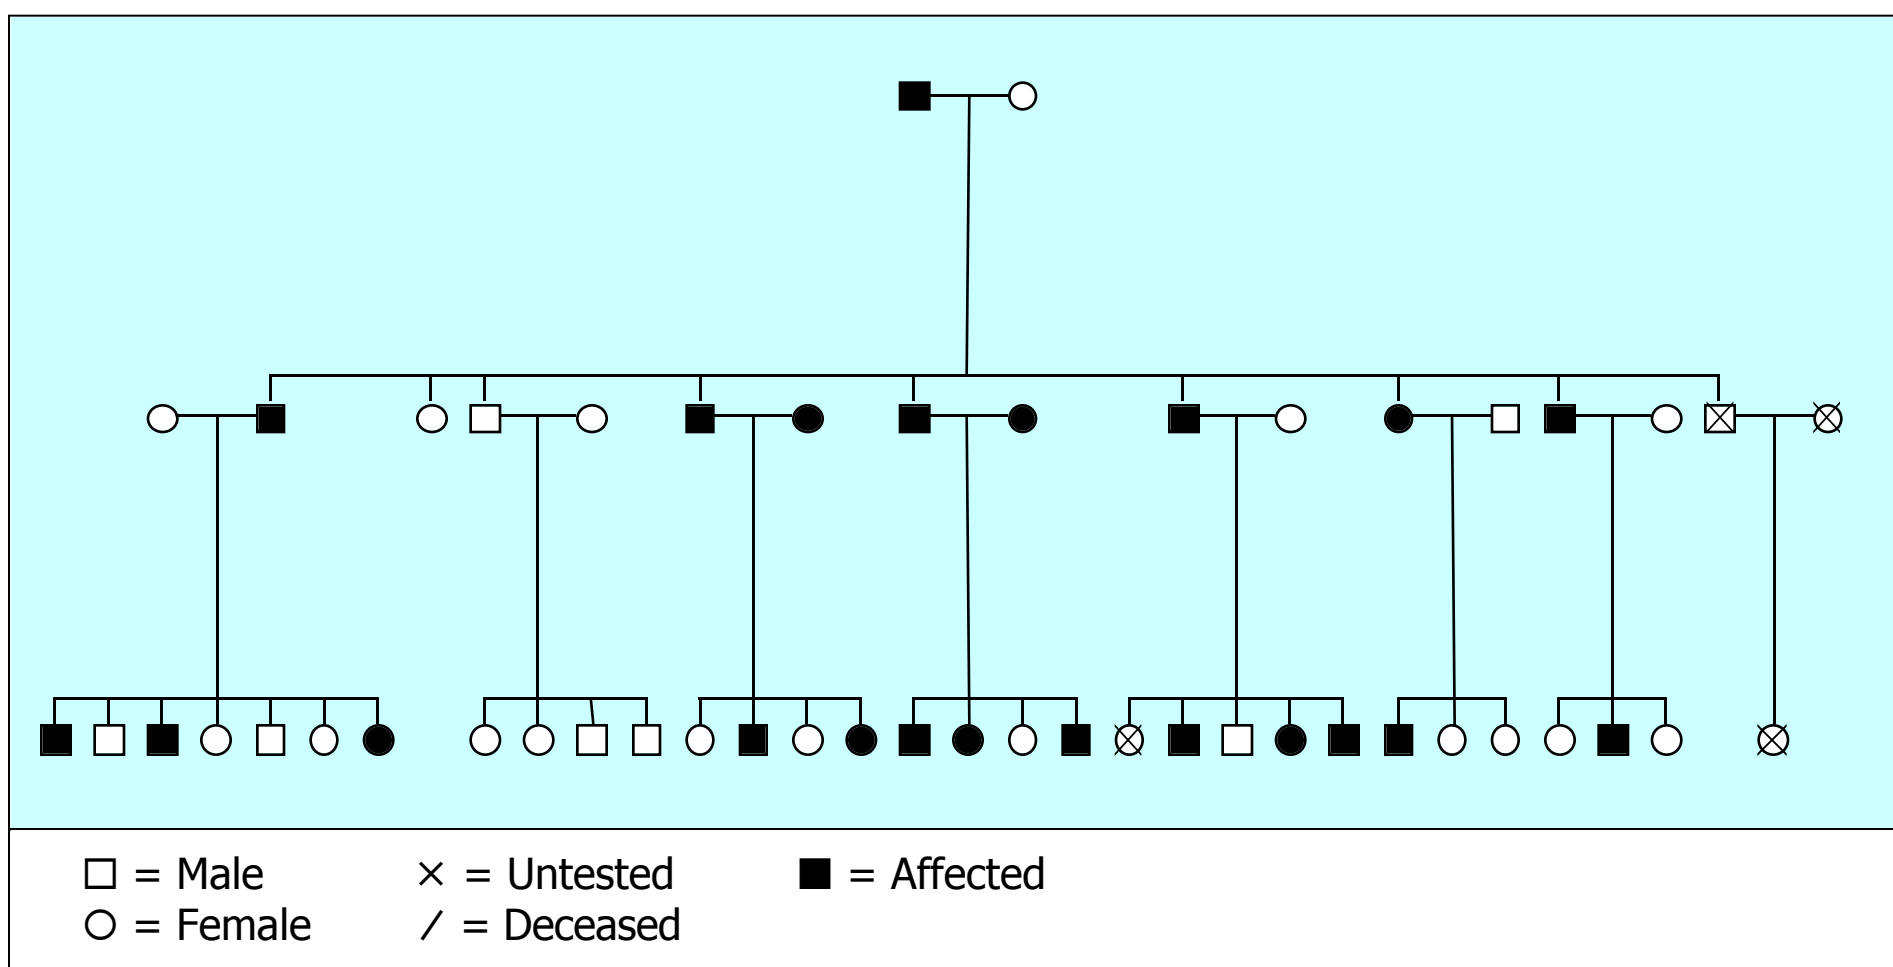 □ = Male × = Untested ■ = Affected
○ = Female / = Deceased